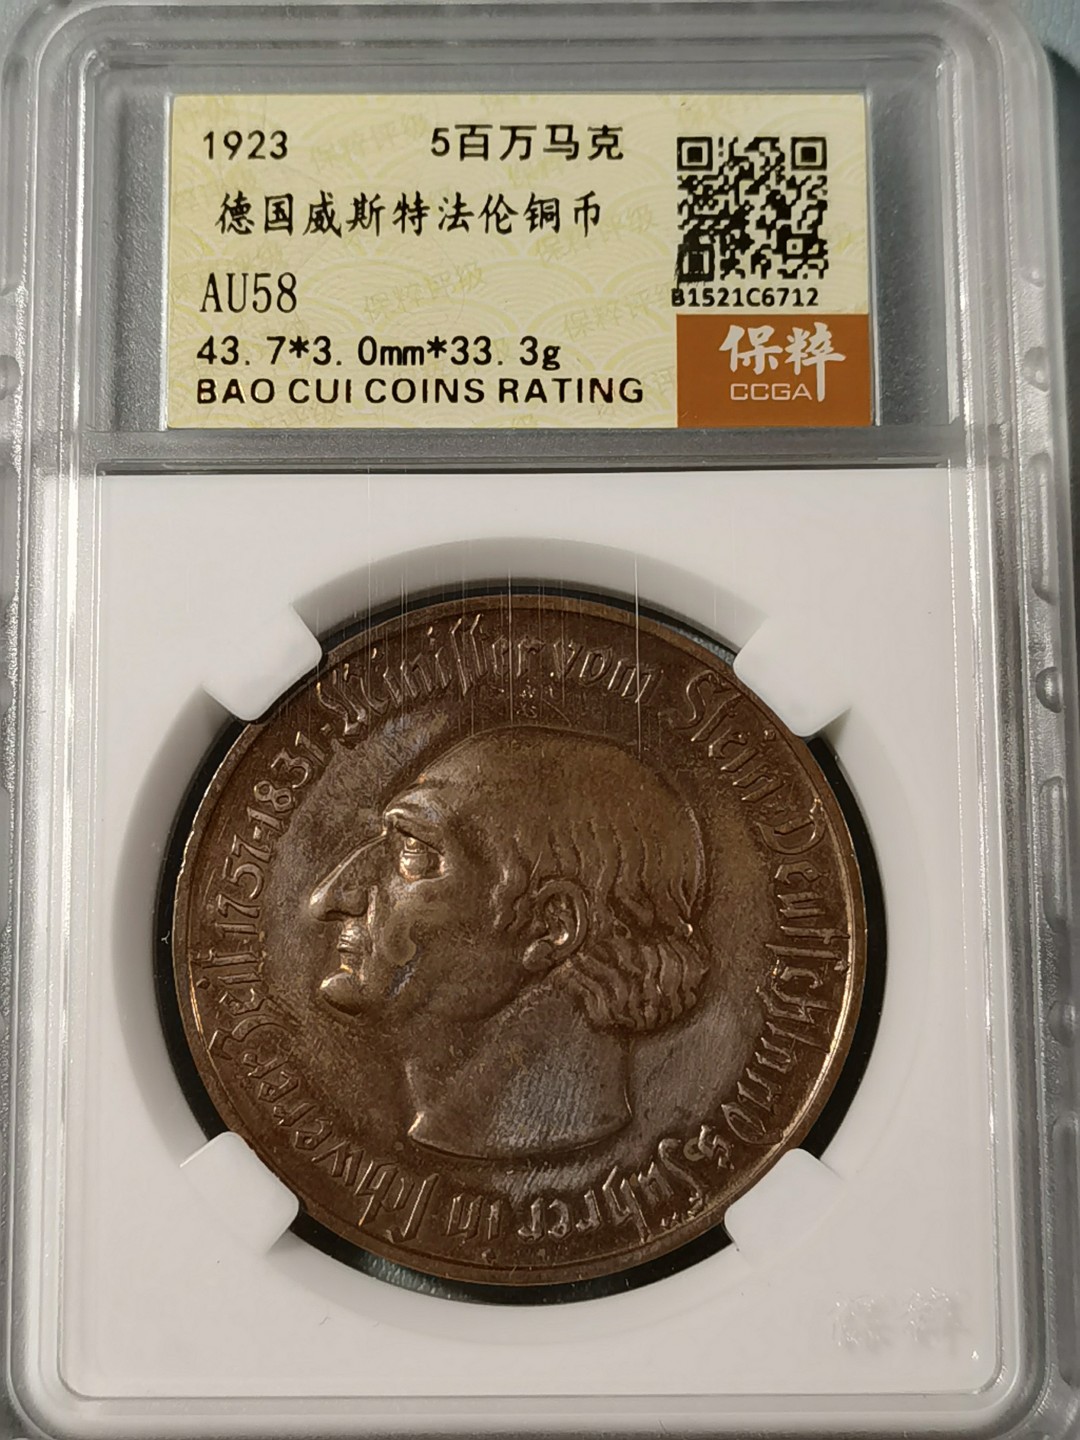 1923 5百万马克
德国威斯特法伦铜币
AU58
B1521C6712
43.7*3.0mm*33.3g
BAO CUI COINS RATING
保粹
CCGA
Minister vom Stein·Deutschlands Führer in schwerer Zeit 1757-1831·